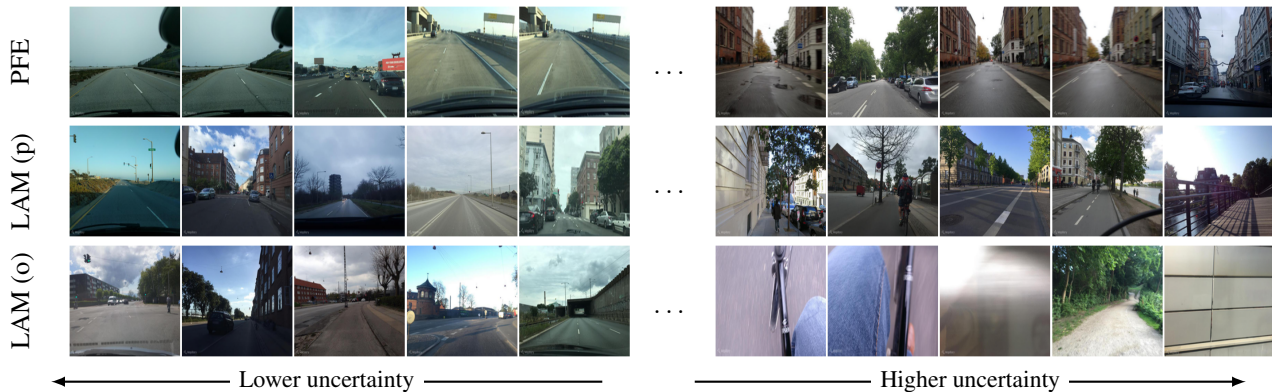 PFE
. . .
LAM (p)
. . .
LAM (o)
. . .
Lower uncertainty
Higher uncertainty